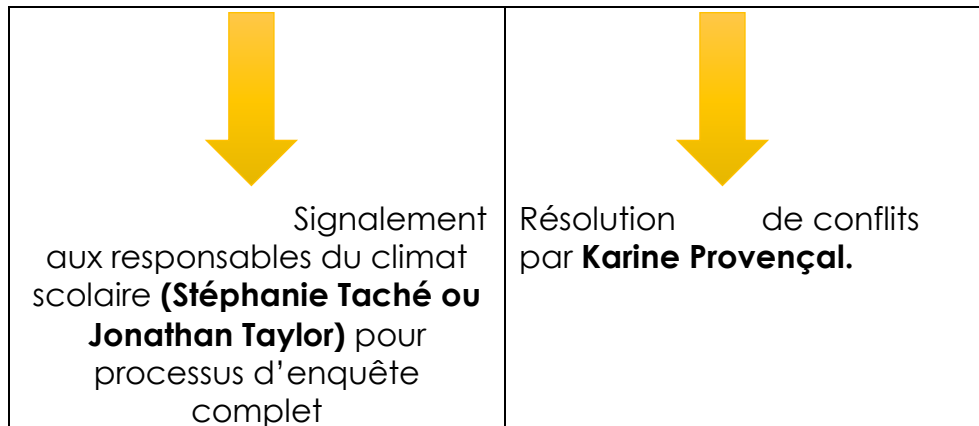 Signalement
aux responsables du climat
scolaire (Stéphanie Taché ou
Jonathan Taylor) pour
processus d’enquête
complet
Résolution de conflits
par Karine Provençal.